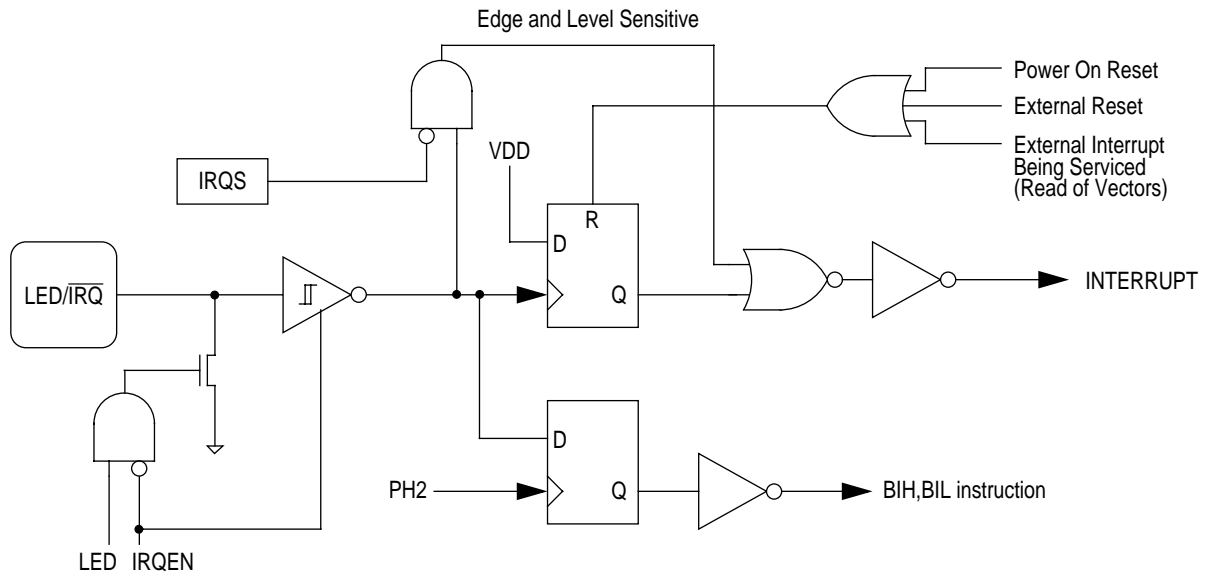 Edge and Level Sensitive
Power On Reset
External Reset
External Interrupt
Being Serviced
(Read of Vectors)
VDD
IRQS
R
D
Q
LED/IRQ
INTERRUPT
D
Q
PH2
BIH,BIL instruction
LED IRQEN